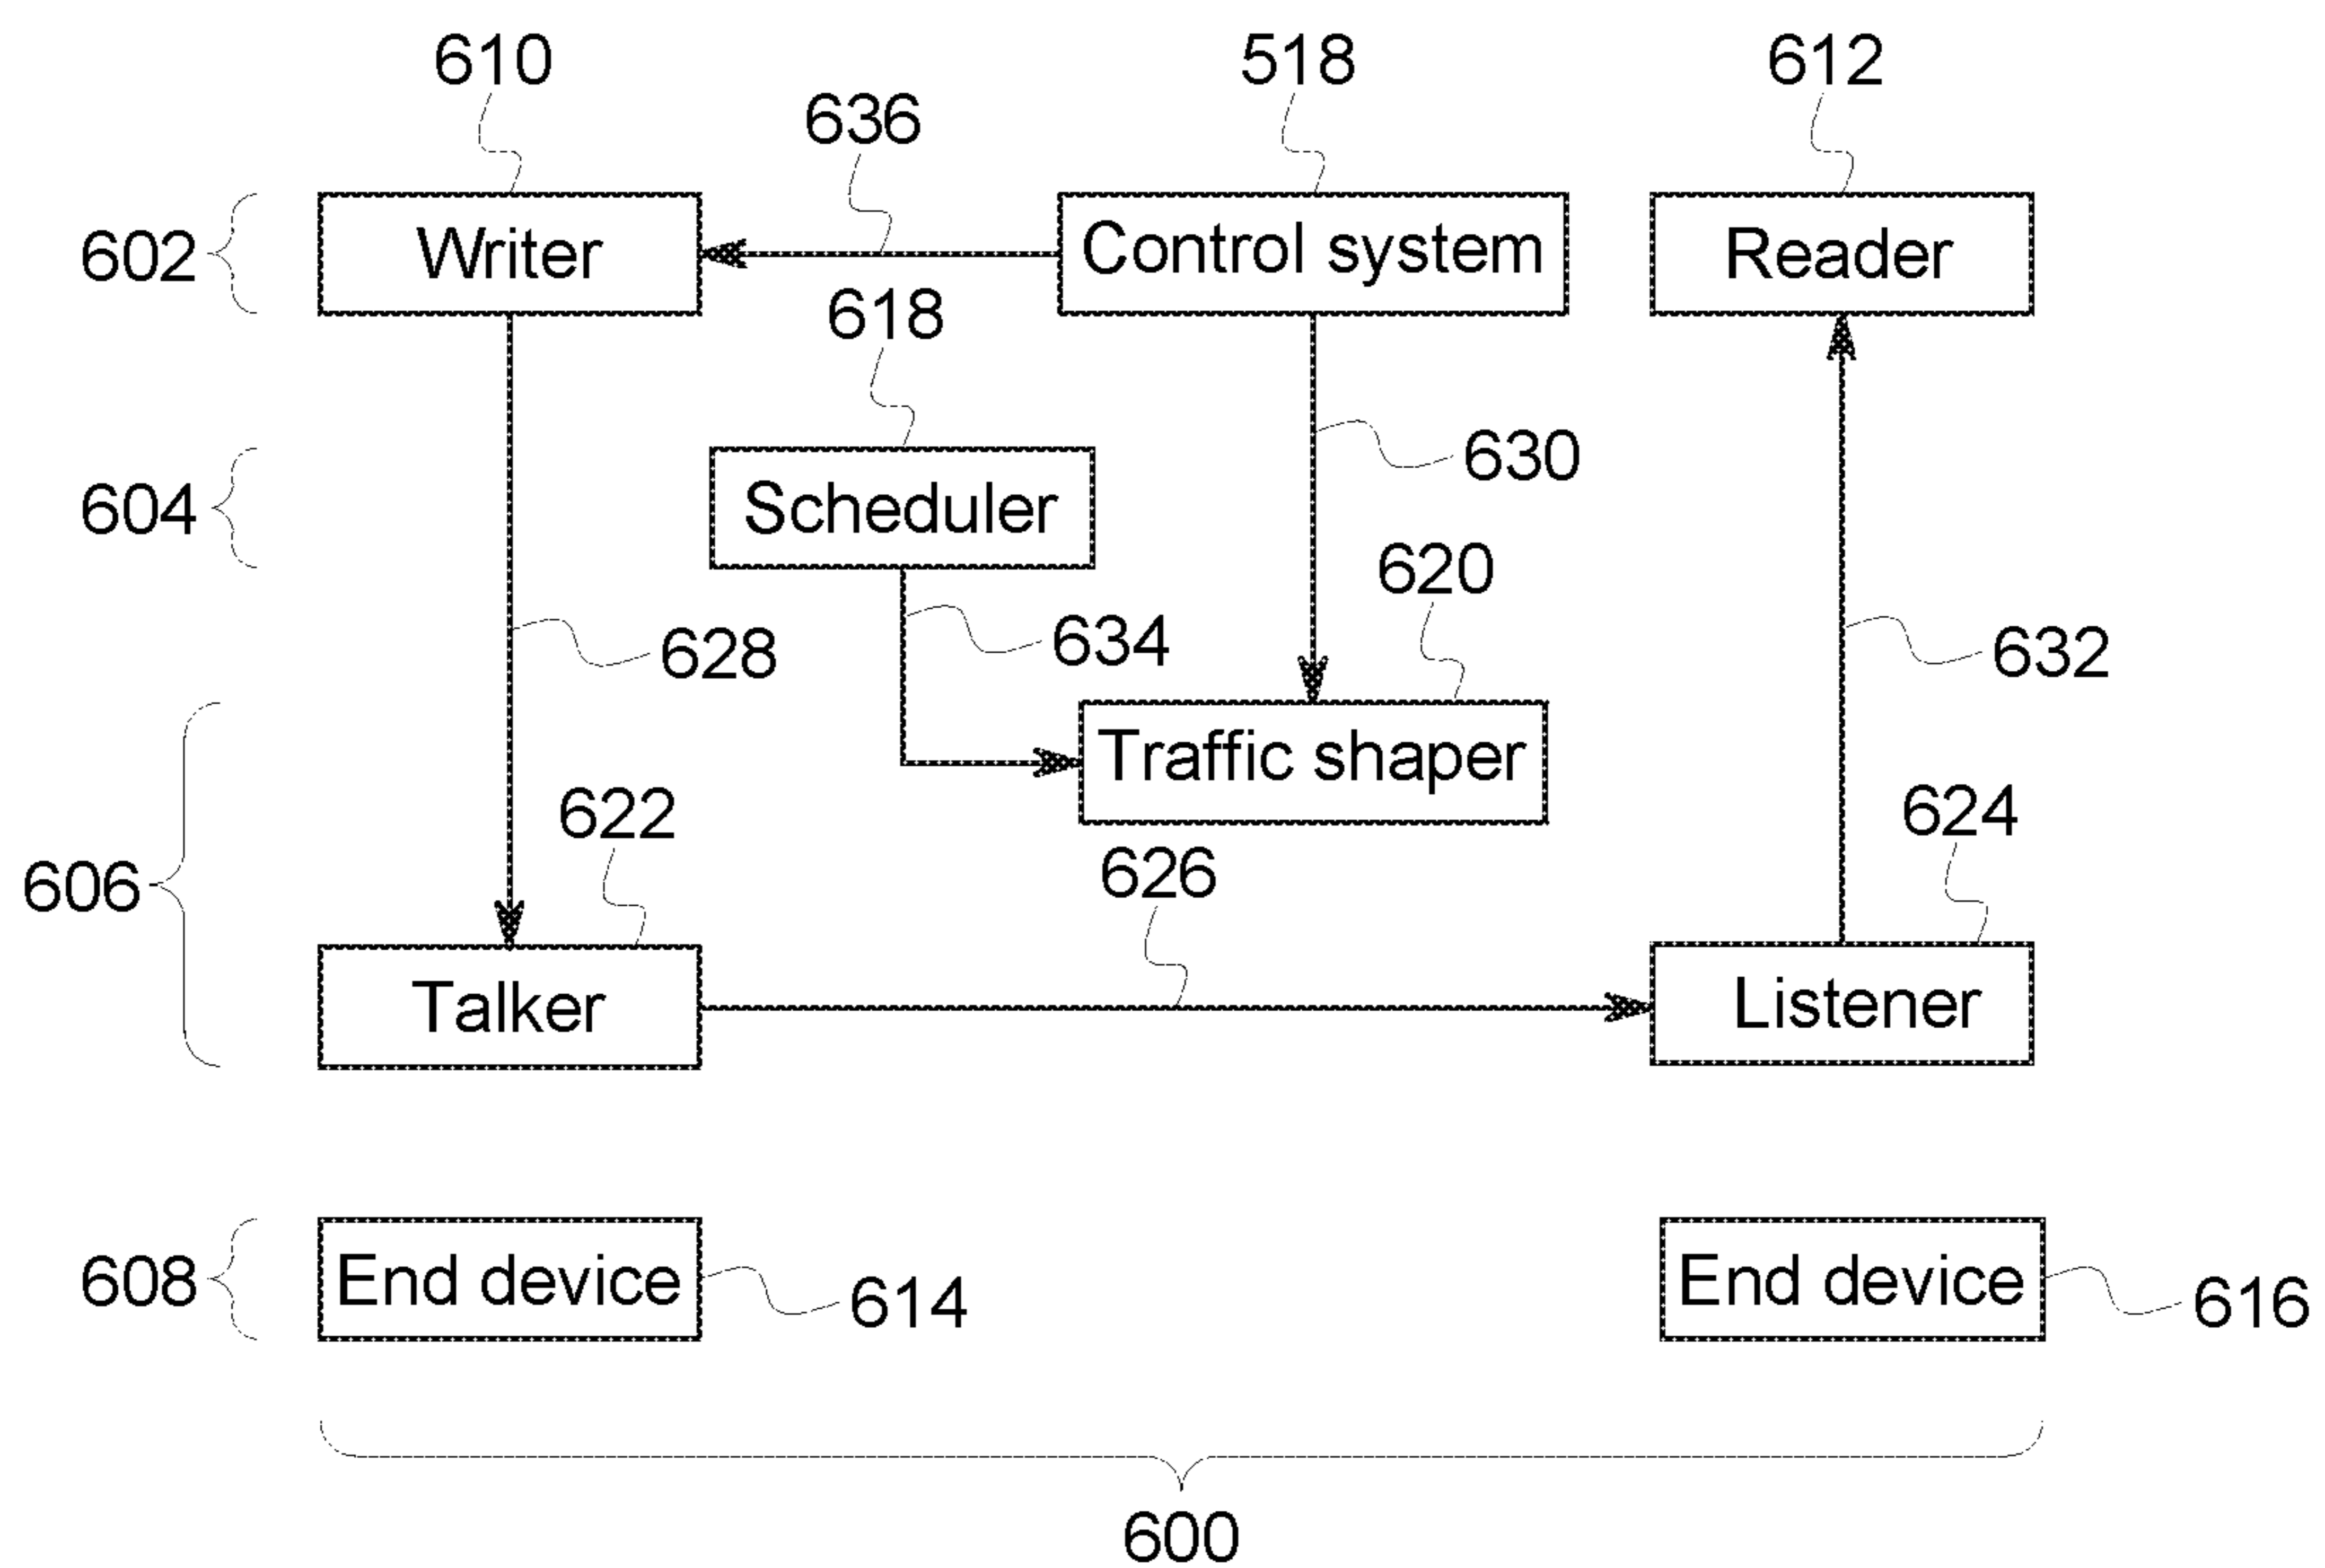 610
518
612
636
602
Writer
Control system
Reader
618
630
604
Scheduler
620
628
634
632
Traffic shaper
622
624
626
606
Talker
Listener
608
End device
614
End device
616
600